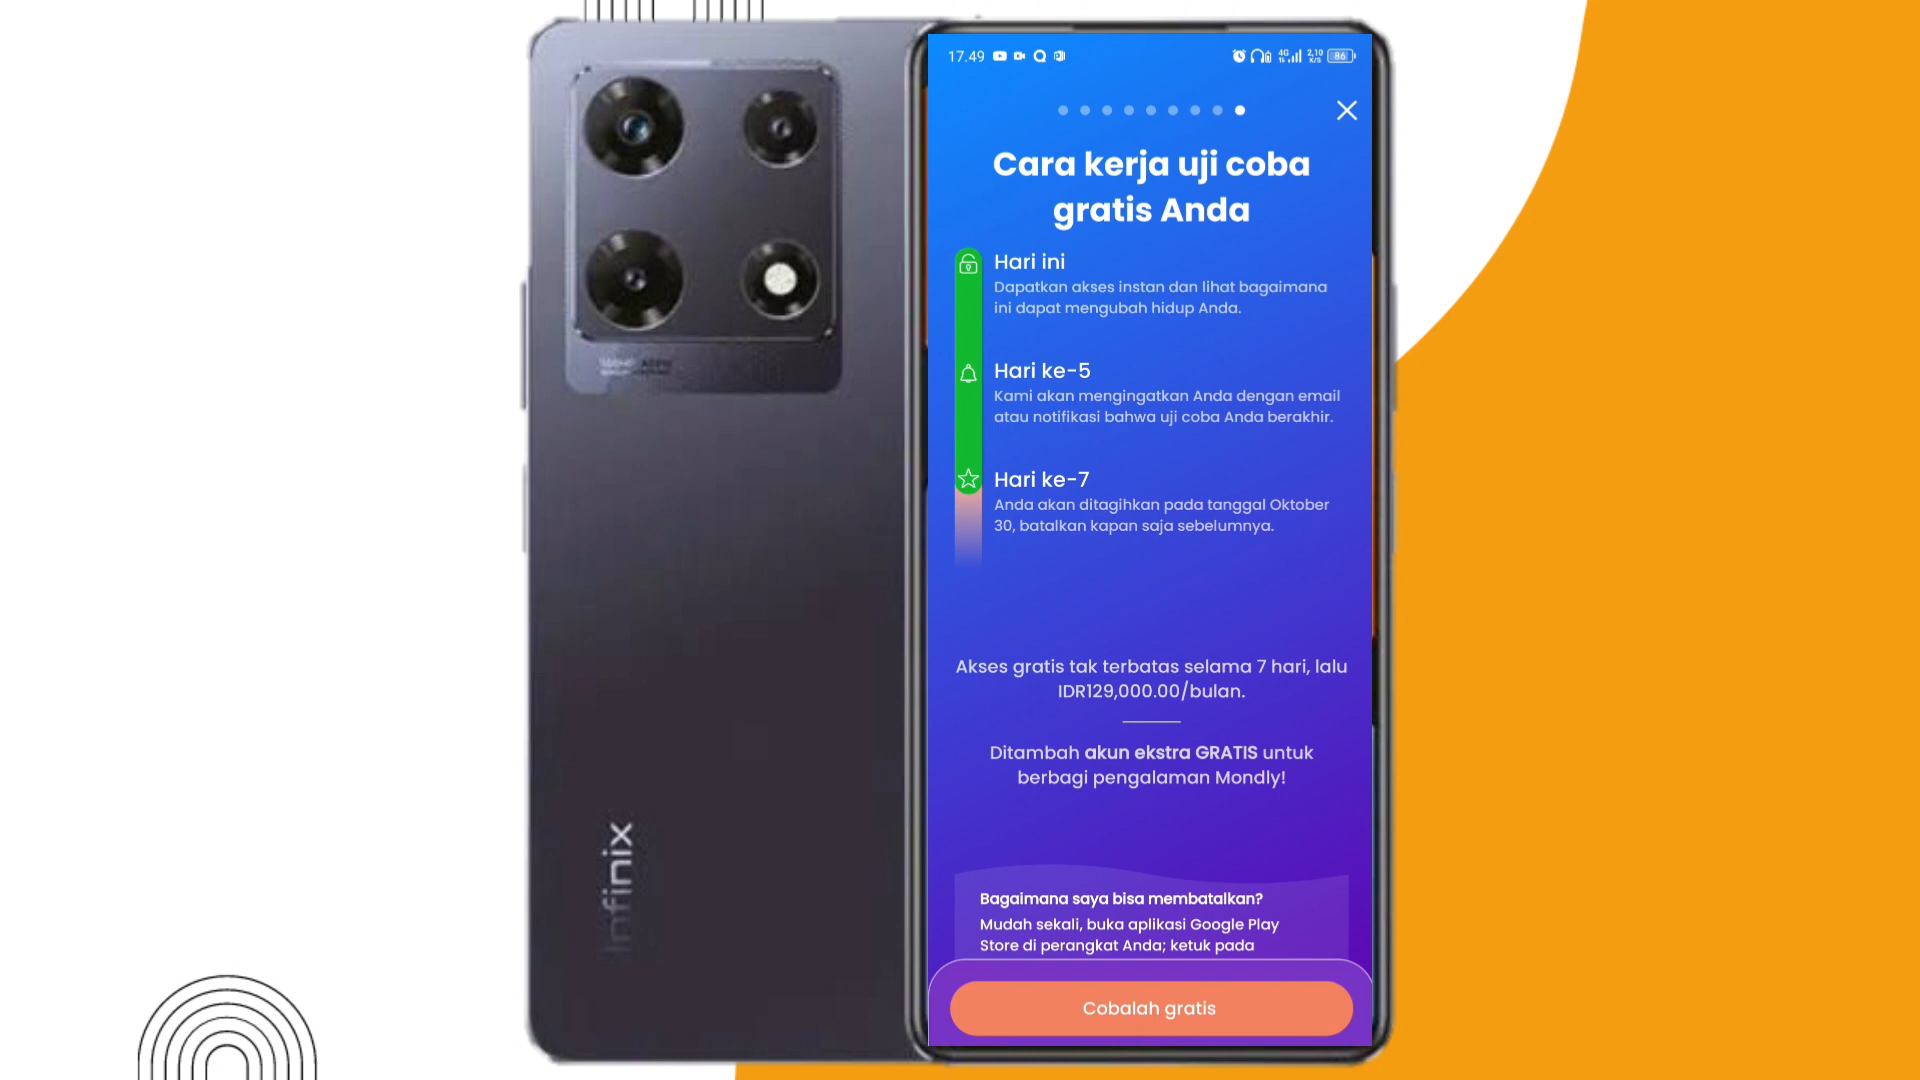 17.49
4G
2,10
K/S
86
Cara kerja uji coba
gratis Anda
Hari ini
Dapatkan akses instan dan lihat bagaimana
ini dapat mengubah hidup Anda.
Hari ke-5
Kami akan mengingatkan Anda dengan email
atau notifikasi bahwa uji coba Anda berakhir.
Hari ke-7
Anda akan ditagihkan pada tanggal Oktober
30, batalkan kapan saja sebelumnya.
Akses gratis tak terbatas selama 7 hari, lalu
IDR129,000.00/bulan.
Ditambah akun ekstra GRATIS untuk
berbagi pengalaman Mondly!
Bagaimana saya bisa membatalkan?
Mudah sekali, buka aplikasi Google Play
Store di perangkat Anda; ketuk pada
Cobalah gratis
Infinix